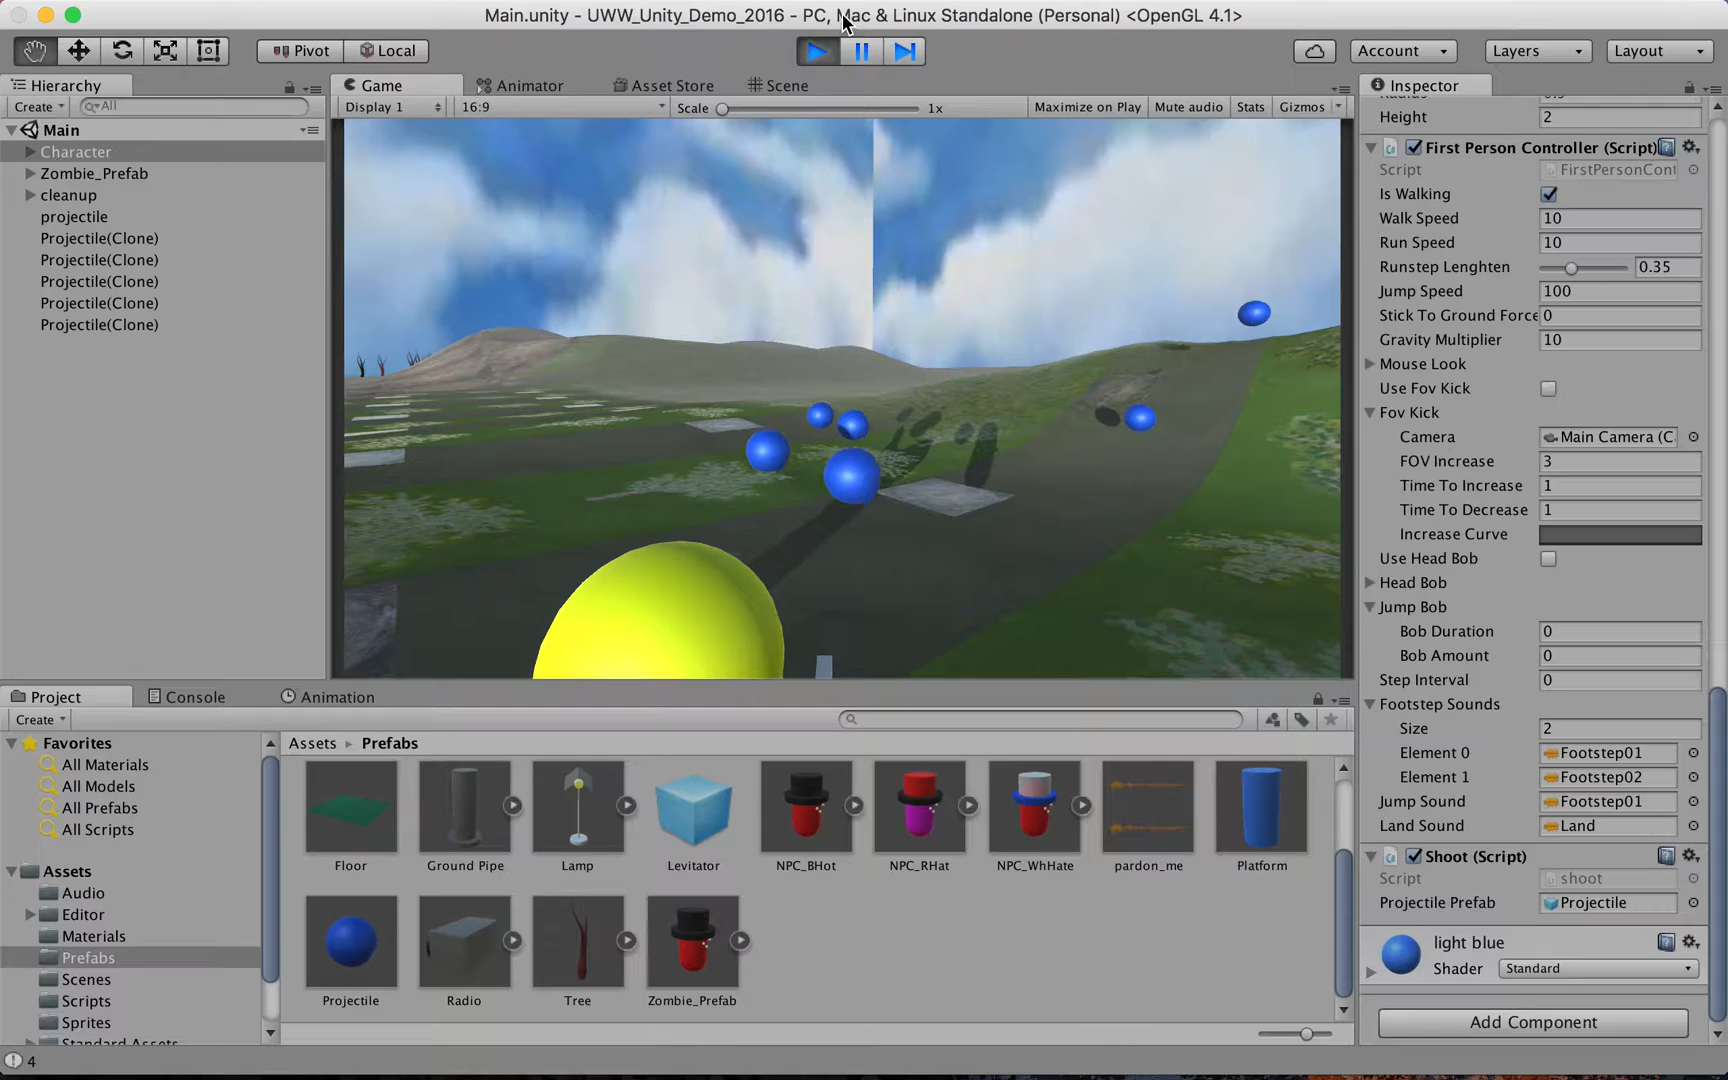 Main.unity - UWW_Unity_Demo_2016 - PC, Mac & Linux Standalone (Personal) <OpenGL 4.1>
Pivot Local Account Layers Layout
Hierarchy
Create All
Main
Character
Zombie_Prefab
cleanup
projectile
Projectile(Clone)
Projectile(Clone)
Projectile(Clone)
Projectile(Clone)
Projectile(Clone)
Game Animator Asset Store Scene
Display 1 16:9 Scale 1x Maximize on Play Mute audio Stats Gizmos
Inspector
Height 2
First Person Controller (Script)
Script FirstPersonCont
Is Walking
Walk Speed 10
Run Speed 10
Runstep Lenghten 0.35
Jump Speed 100
Stick To Ground Force 0
Gravity Multiplier 10
Mouse Look
Use Fov Kick
Fov Kick
Camera Main Camera (C
FOV Increase 3
Time To Increase 1
Time To Decrease 1
Increase Curve
Use Head Bob
Head Bob
Jump Bob
Bob Duration 0
Bob Amount 0
Step Interval 0
Footstep Sounds
Size 2
Element 0 Footstep01
Element 1 Footstep02
Jump Sound Footstep01
Land Sound Land
Shoot (Script)
Script shoot
Projectile Prefab Projectile
light blue
Shader Standard
Add Component
Project Console Animation
Create
Favorites
All Materials
All Models
All Prefabs
All Scripts
Assets
Audio
Editor
Materials
Prefabs
Scenes
Scripts
Sprites
Assets Prefabs
Floor Ground Pipe Lamp Levitator NPC_BHot NPC_RHat NPC_WhHate pardon_me Platform
Projectile Radio Tree Zombie_Prefab
4